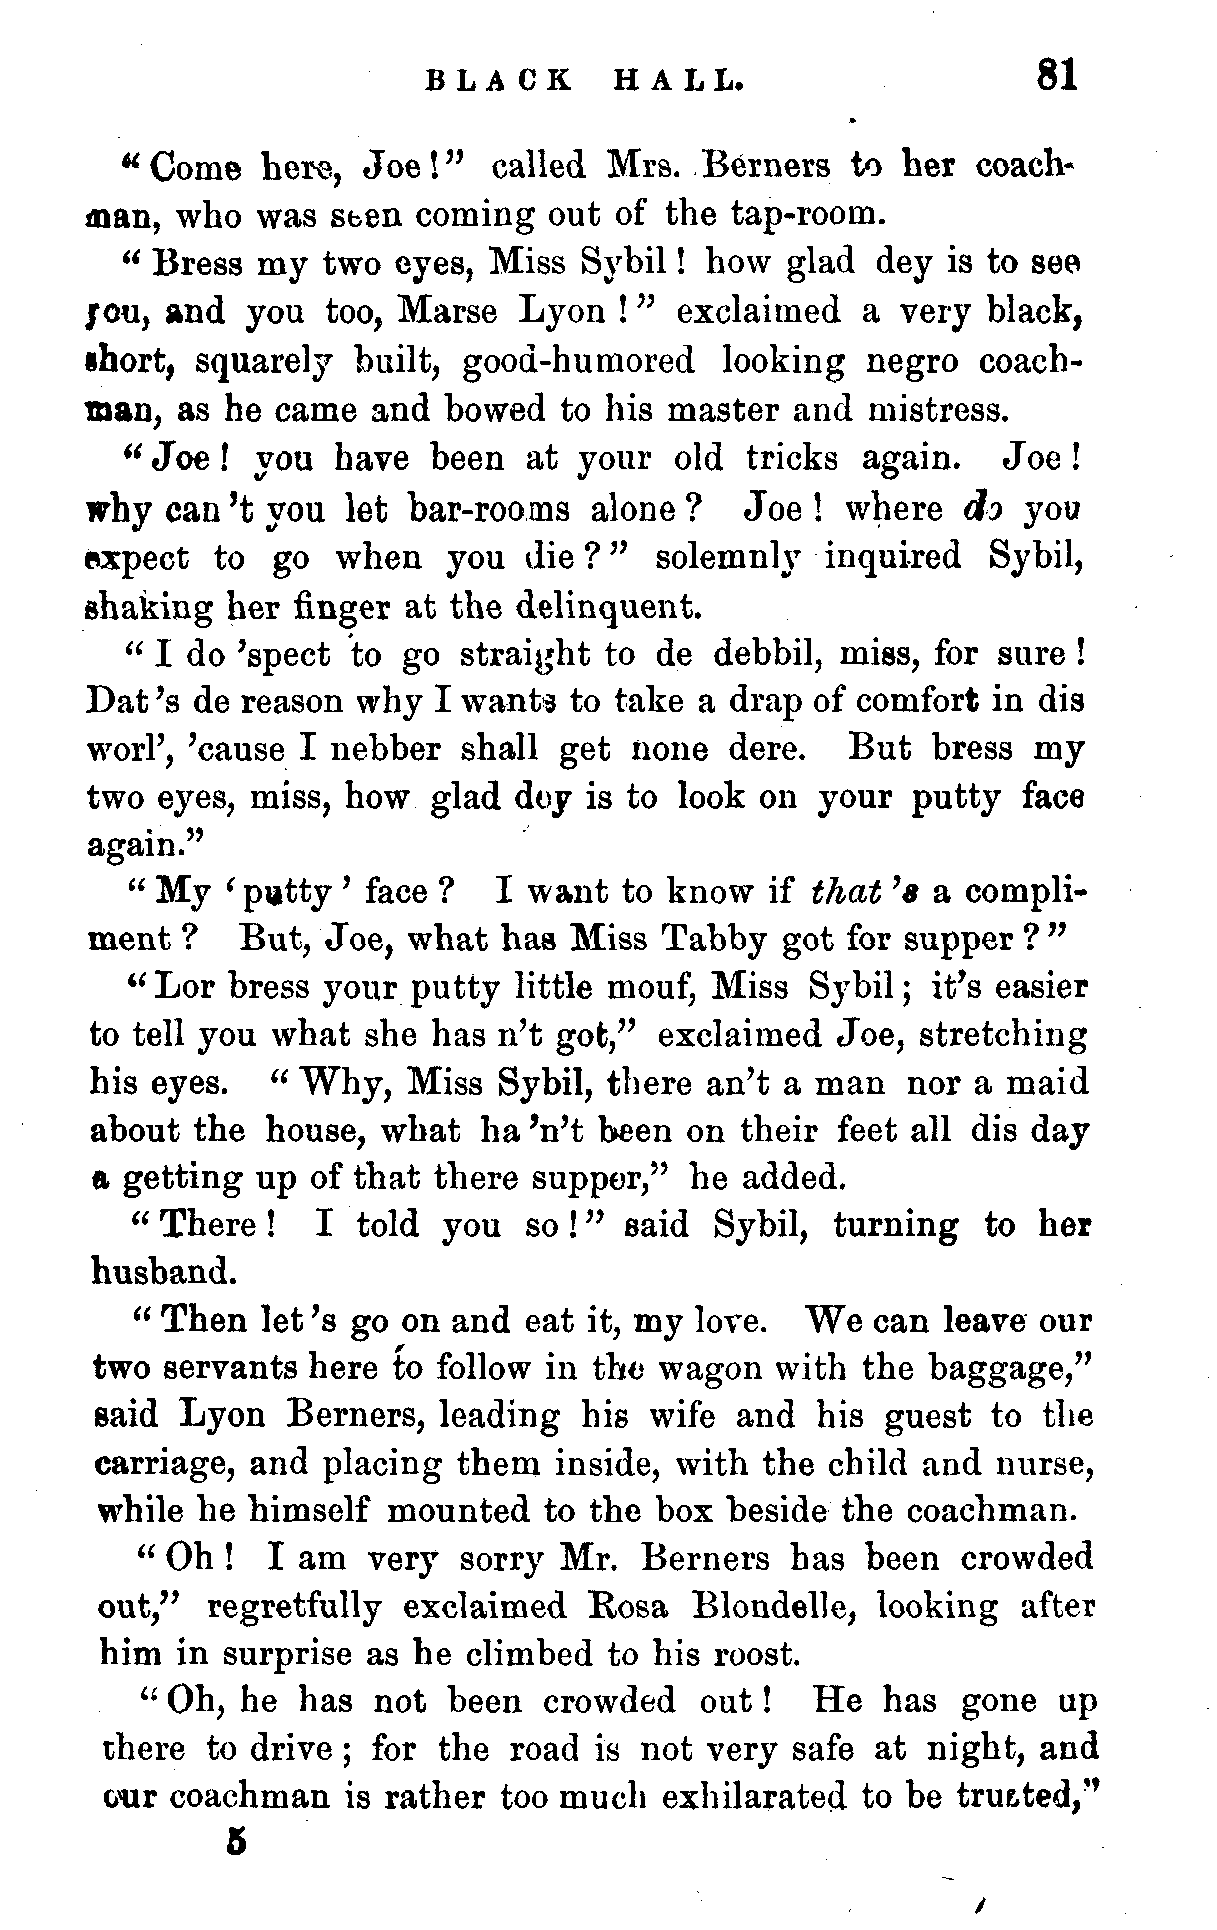 BLACK HALL. 81
"Come here, Joe!" called Mrs. Berners to her coach-
man, who was seen coming out of the tap-room.
"Bress my two eyes, Miss Sybil! how glad dey is to see
you, and you too, Marse Lyon!" exclaimed a very black,
short, squarely built, good-humored looking negro coach-
man, as he came and bowed to his master and mistress.
"Joe! you have been at your old tricks again. Joe!
why can't you let bar-rooms alone? Joe! where do you
expect to go when you die?" solemnly inquired Sybil,
shaking her finger at the delinquent.
"I do 'spect to go straight to de debbil, miss, for sure!
Dat's de reason why I wants to take a drap of comfort in dis
worl', 'cause I nebber shall get none dere. But bress my
two eyes, miss, how glad dey is to look on your putty face
again."
"My 'putty' face? I want to know if that's a compli-
ment? But, Joe, what has Miss Tabby got for supper?"
"Lor bress your putty little mouf, Miss Sybil; it's easier
to tell you what she has n't got," exclaimed Joe, stretching
his eyes. "Why, Miss Sybil, there an't a man nor a maid
about the house, what ha'n't been on their feet all dis day
a getting up of that there supper," he added.
"There! I told you so!" said Sybil, turning to her
husband.
"Then let's go on and eat it, my love. We can leave our
two servants here to follow in the wagon with the baggage,"
said Lyon Berners, leading his wife and his guest to the
carriage, and placing them inside, with the child and nurse,
while he himself mounted to the box beside the coachman.
"Oh! I am very sorry Mr. Berners has been crowded
out," regretfully exclaimed Rosa Blondelle, looking after
him in surprise as he climbed to his roost.
"Oh, he has not been crowded out! He has gone up
there to drive; for the road is not very safe at night, and
our coachman is rather too much exhilarated to be trusted,"
5